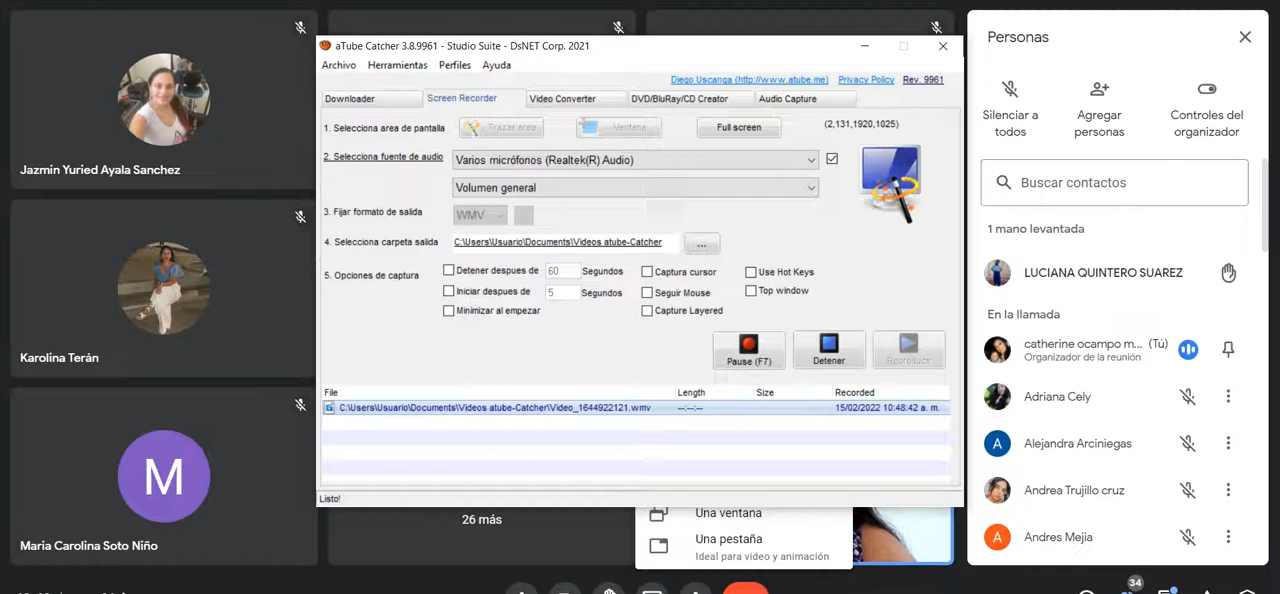 Jazmin Yuried Ayala Sanchez
Karolina Terán
M
Maria Carolina Soto Niño
26 más
aTube Catcher 3.8.9961 - Studio Suite - DsNET Corp. 2021
Archivo Herramientas Perfiles Ayuda
Diego Uscanga (http://www.atube.me) Privacy Policy Rev. 9961
Downloader Screen Recorder Video Converter DVD/BluRay/CD Creator Audio Capture
1. Selecciona area de pantalla Trazar area Ventana Full screen (2,131,1920,1025)
2. Selecciona fuente de audio Varios micrófonos (Realtek(R) Audio)
Volumen general
3. Fijar formato de salida WMV
4. Selecciona carpeta salida C:\Users\Usuario\Documents\Videos atube-Catcher ...
5. Opciones de captura Detener despues de 60 Segundos Captura cursor Use Hot Keys
Iniciar despues de 5 Segundos Seguir Mouse Top window
Minimizar al empezar Capture Layered
Pause (F7) Detener Reproducir
File Length Size Recorded
C:\Users\Usuario\Documents\Videos atube-Catcher\Video_1644922121.wmv --:--:-- 15/02/2022 10:48:42 a. m.
Listo!
Una ventana
Una pestaña
Ideal para video y animación
Personas
Silenciar a todos
Agregar personas
Controles del organizador
Buscar contactos
1 mano levantada
LUCIANA QUINTERO SUAREZ
En la llamada
catherine ocampo m... (Tú)
Organizador de la reunión
Adriana Cely
A Alejandra Arciniegas
Andrea Trujillo cruz
A Andres Mejia
34